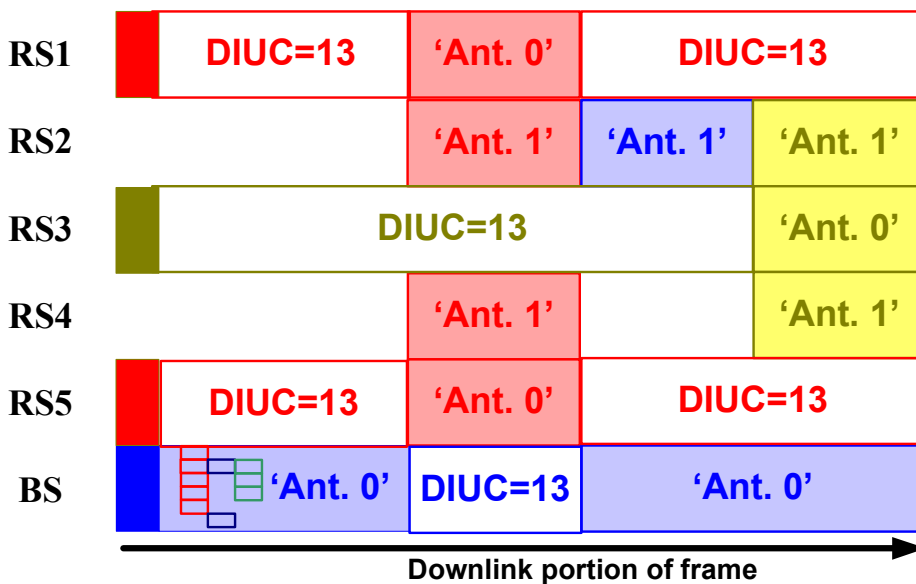 RS1 DIUC=13 ‘Ant. 0’ DIUC=13
RS2 ‘Ant. 1’ ‘Ant. 1’ ‘Ant. 1’
RS3 DIUC=13 ‘Ant. 0’
RS4 ‘Ant. 1’ ‘Ant. 1’
RS5 DIUC=13 ‘Ant. 0’ DIUC=13
BS ‘Ant. 0’ DIUC=13 ‘Ant. 0’
Downlink portion of frame